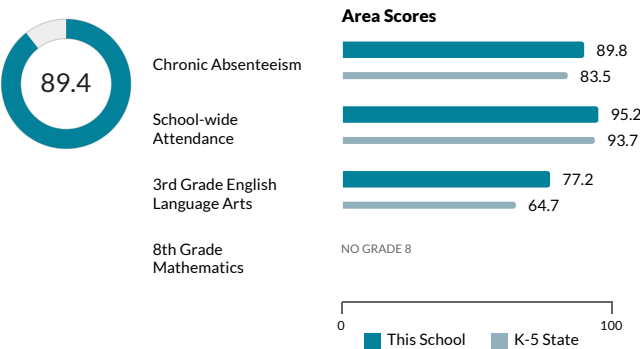 Area Scores
89.4
Chronic Absenteeism
89.8
83.5
School-wide
Attendance
95.2
93.7
3rd Grade English
Language Arts
77.2
64.7
8th Grade
Mathematics
NO GRADE 8
0
100
This School
K-5 State